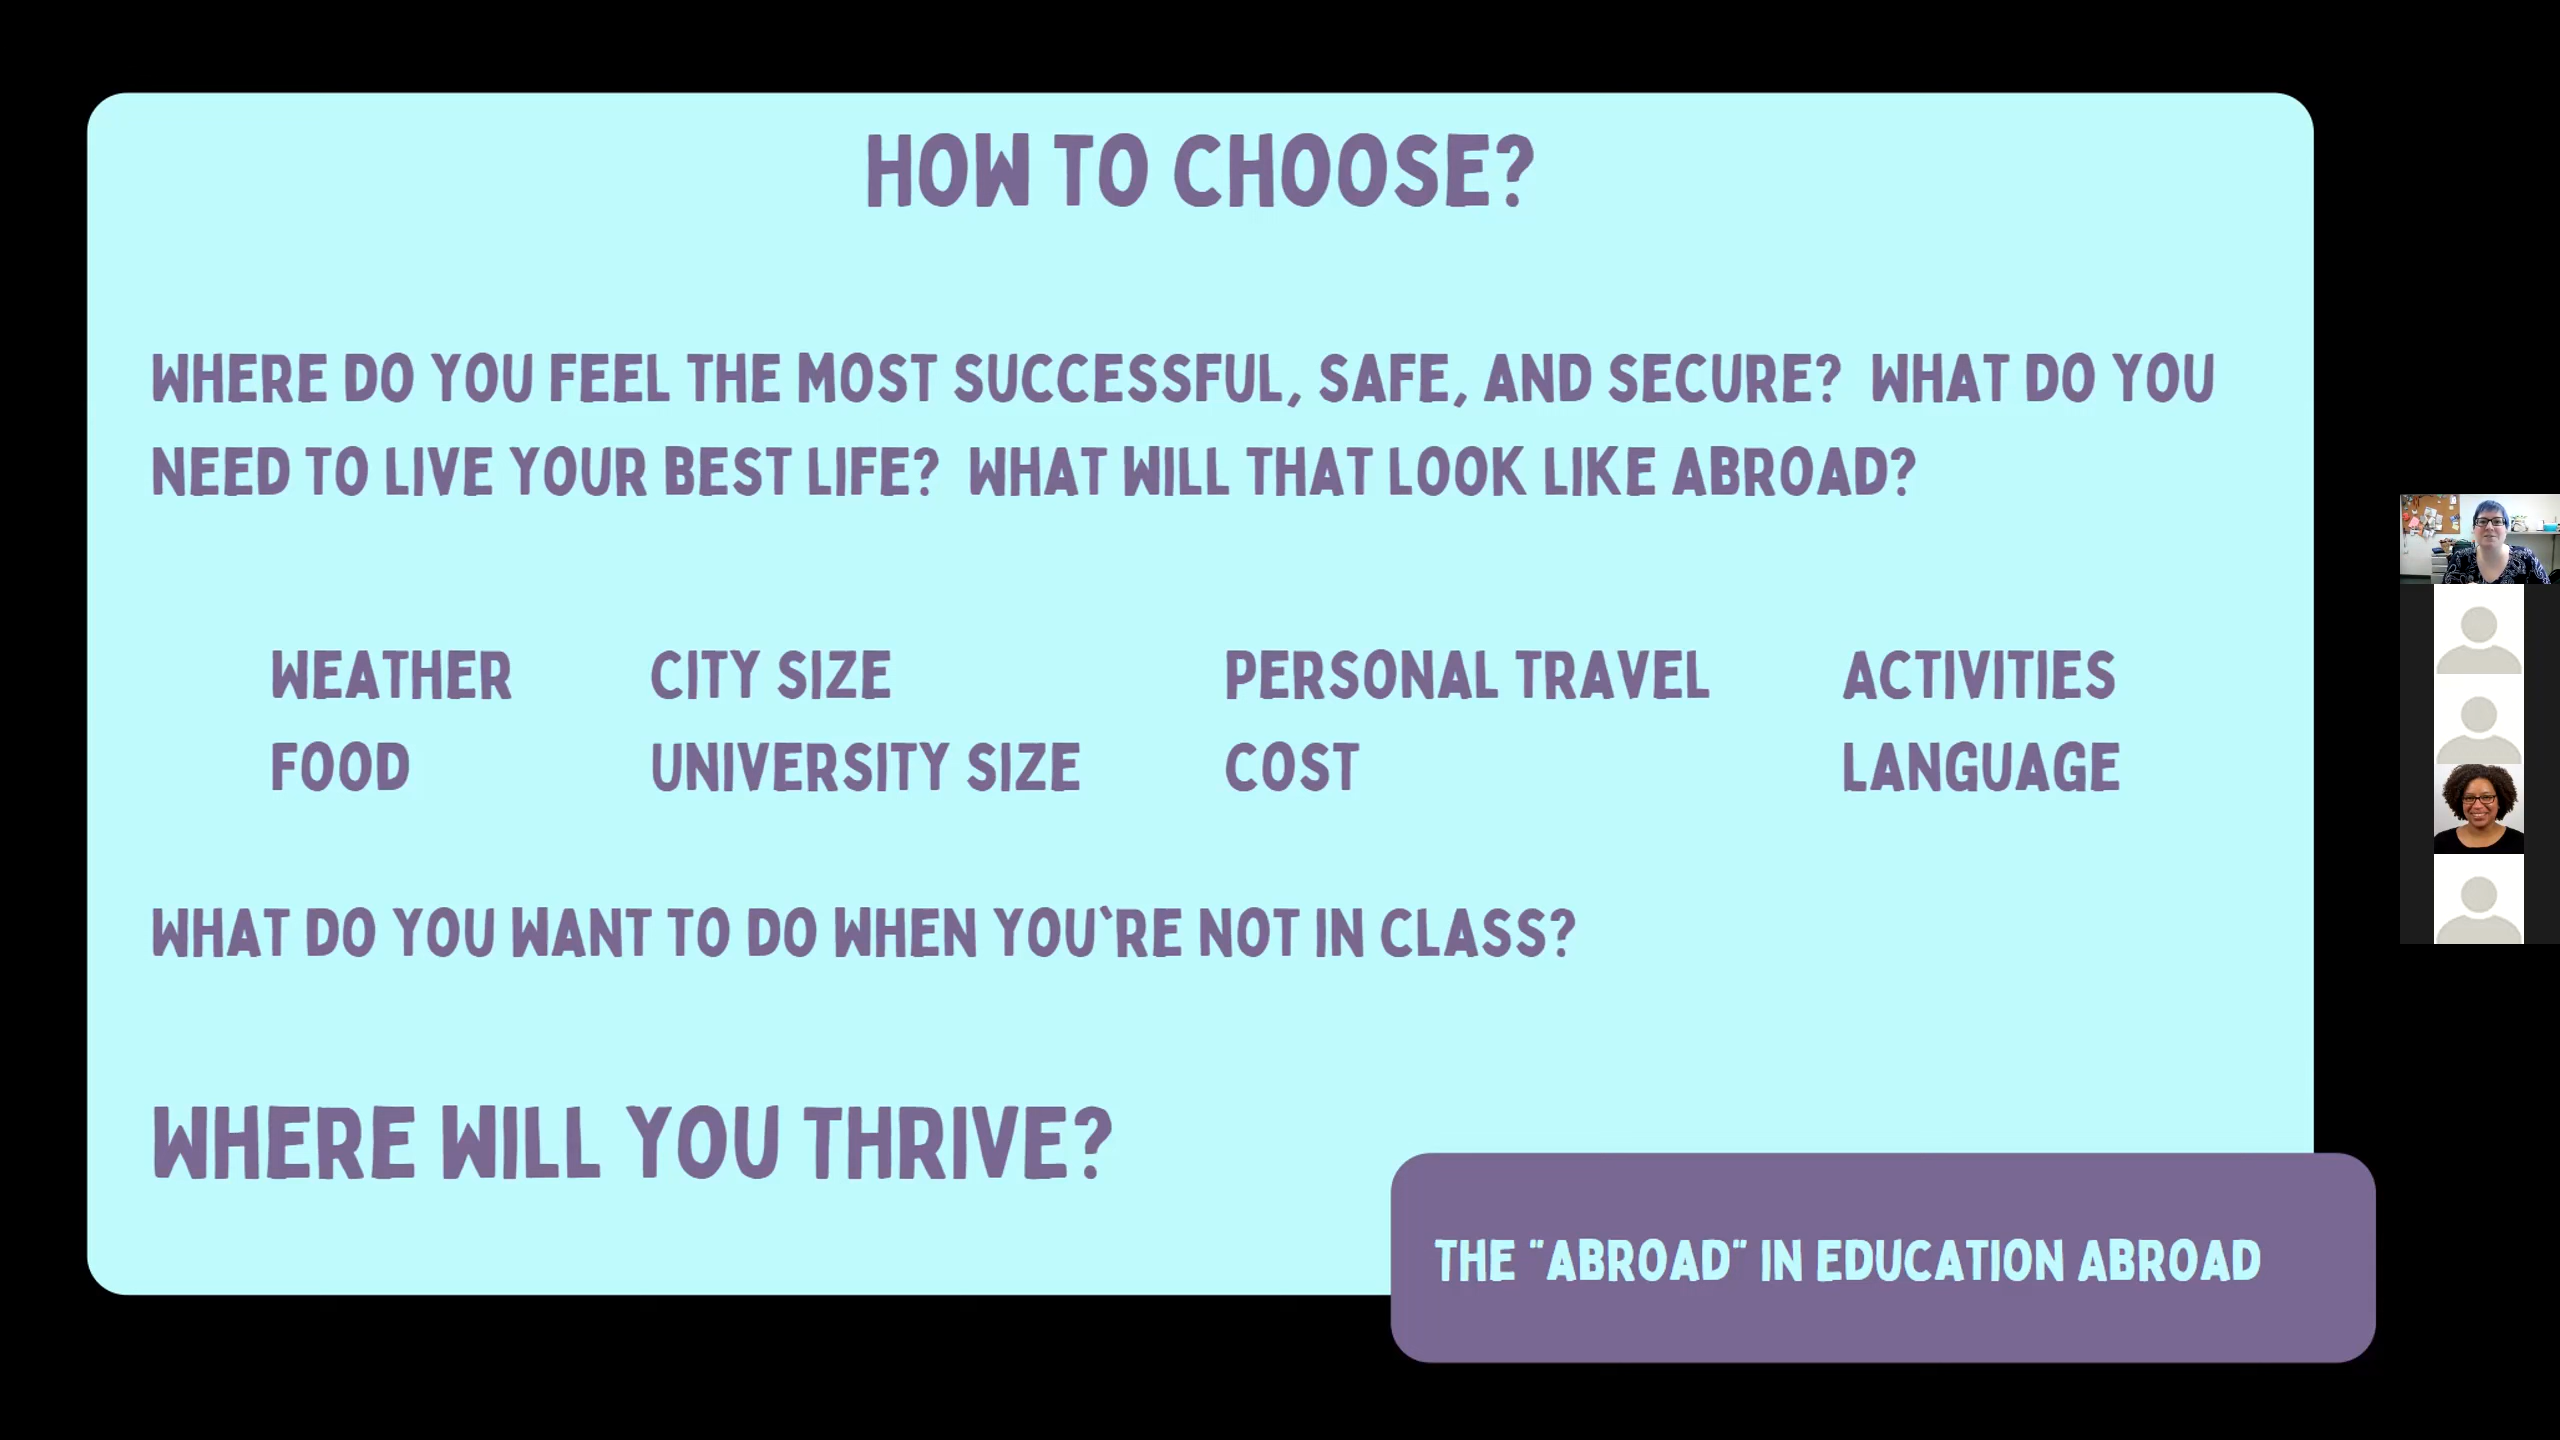 HOW TO CHOOSE?
WHERE DO YOU FEEL THE MOST SUCCESSFUL, SAFE, AND SECURE? WHAT DO YOU
NEED TO LIVE YOUR BEST LIFE? WHAT WILL THAT LOOK LIKE ABROAD?
WEATHER CITY SIZE PERSONAL TRAVEL ACTIVITIES
FOOD UNIVERSITY SIZE COST LANGUAGE
WHAT DO YOU WANT TO DO WHEN YOU`RE NOT IN CLASS?
WHERE WILL YOU THRIVE?
THE "ABROAD" IN EDUCATION ABROAD